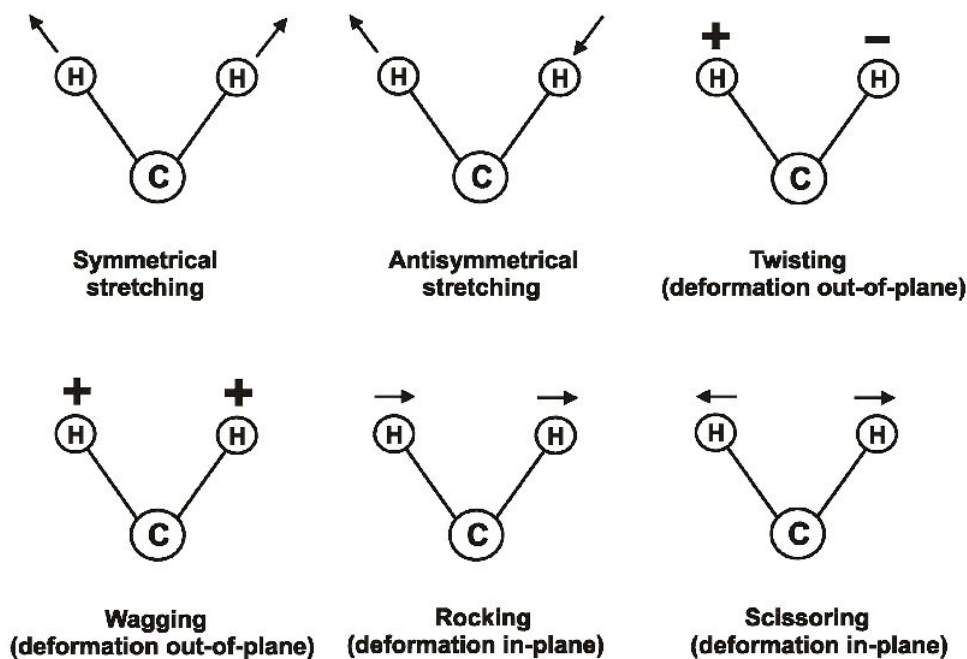 H H H H + −
H H
C C C
Symmetrical
stretching
Antisymmetrical
stretching
Twisting
(deformation out-of-plane)
+ +
H H H H H H
C C C
Wagging
(deformation out-of-plane)
Rocking
(deformation in-plane)
Scissoring
(deformation in-plane)